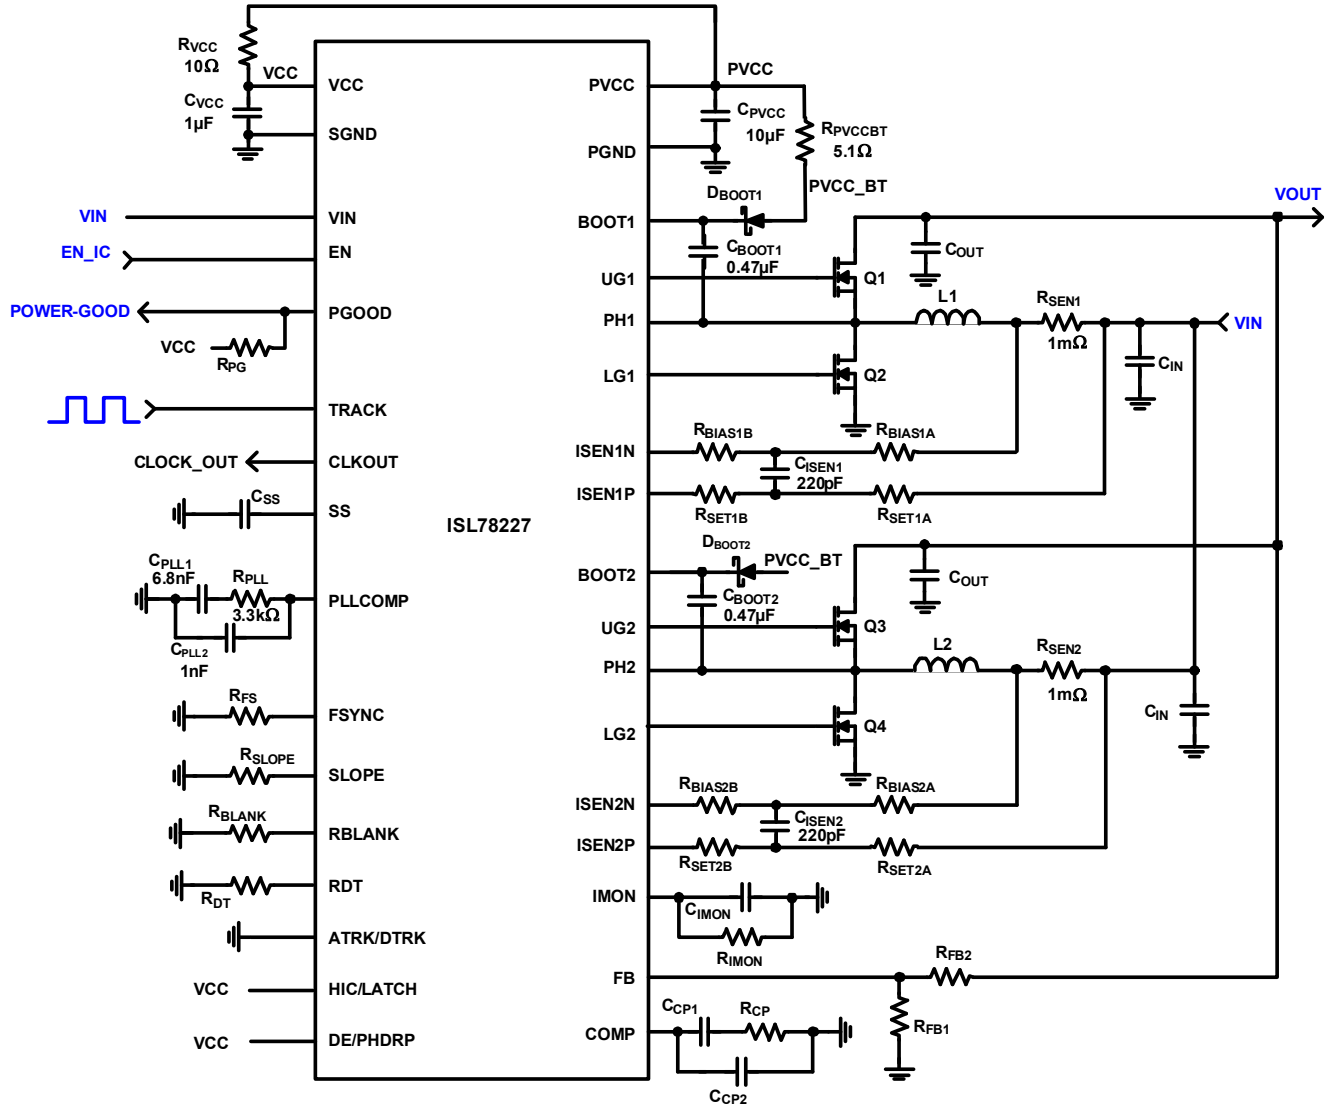 RVCC
10Ω
VCC
CVCC
1µF
VCC
SGND
VIN
VIN
EN_IC
EN
POWER-GOOD
PGOOD
VCC
RPG
TRACK
CLOCK_OUT
CLKOUT
CSS
SS
CPLL1
6.8nF
RPLL
3.3kΩ
PLLCOMP
CPLL2
1nF
RFS
FSYNC
RSLOPE
SLOPE
RBLANK
RBLANK
RDT
RDT
ATRK/DTRK
VCC
HIC/LATCH
VCC
DE/PHDRP
ISL78227
PVCC
PVCC
CPVCC
10µF
RPVCCBT
5.1Ω
PGND
PVCC_BT
DBOOT1
BOOT1
CBOOT1
0.47µF
VOUT
COUT
UG1
Q1
L1
RSEN1
1mΩ
PH1
VIN
CIN
LG1
Q2
RBIAS1B
RBIAS1A
ISEN1N
CISEN1
220pF
ISEN1P
RSET1B
RSET1A
DBOOT2
PVCC_BT
BOOT2
CBOOT2
0.47µF
COUT
UG2
Q3
L2
RSEN2
1mΩ
PH2
CIN
LG2
Q4
RBIAS2B
RBIAS2A
ISEN2N
CISEN2
220pF
ISEN2P
RSET2B
RSET2A
IMON
CIMON
RIMON
FB
RFB2
RFB1
CCP1
RCP
COMP
CCP2